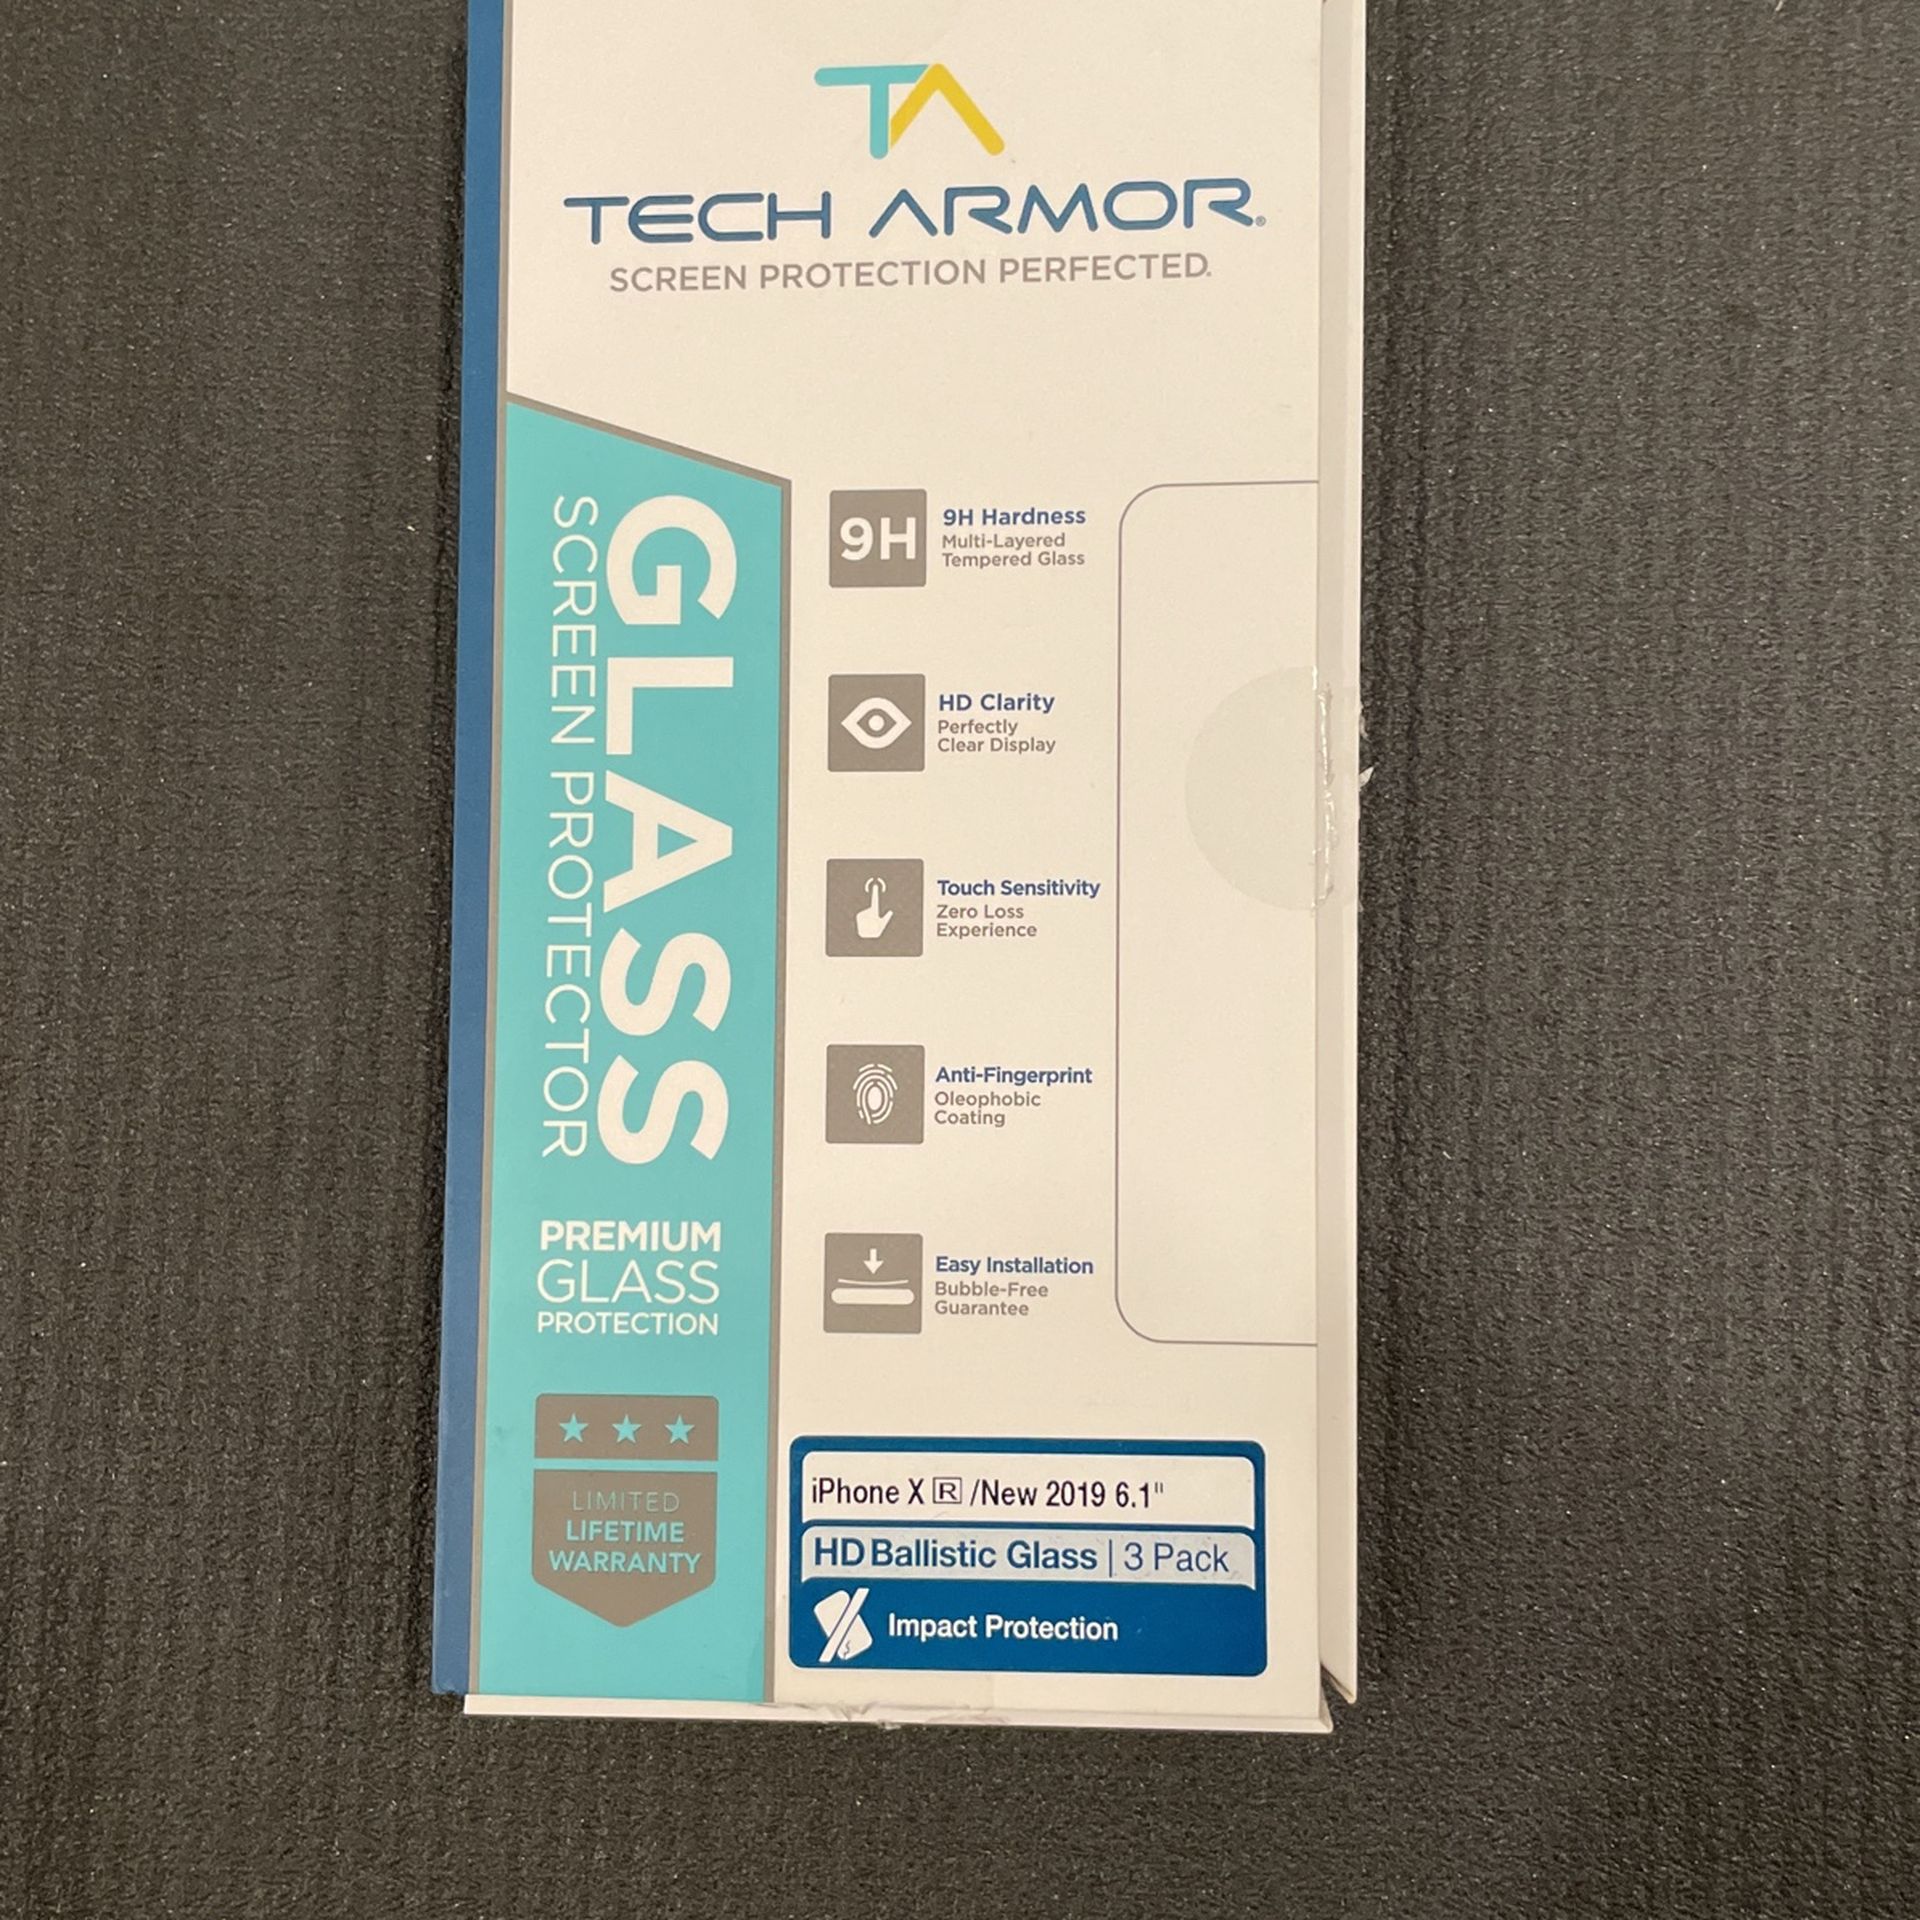 TA
TECH ARMOR®
SCREEN PROTECTION PERFECTED.
GLASS
SCREEN PROTECTOR
PREMIUM
GLASS
PROTECTION
LIMITED
LIFETIME
WARRANTY
9H
9H Hardness
Multi-Layered
Tempered Glass
HD Clarity
Perfectly
Clear Display
Touch Sensitivity
Zero Loss
Experience
Anti-Fingerprint
Oleophobic
Coating
Easy Installation
Bubble-Free
Guarantee
iPhone X R /New 2019 6.1"
HD Ballistic Glass | 3 Pack
Impact Protection